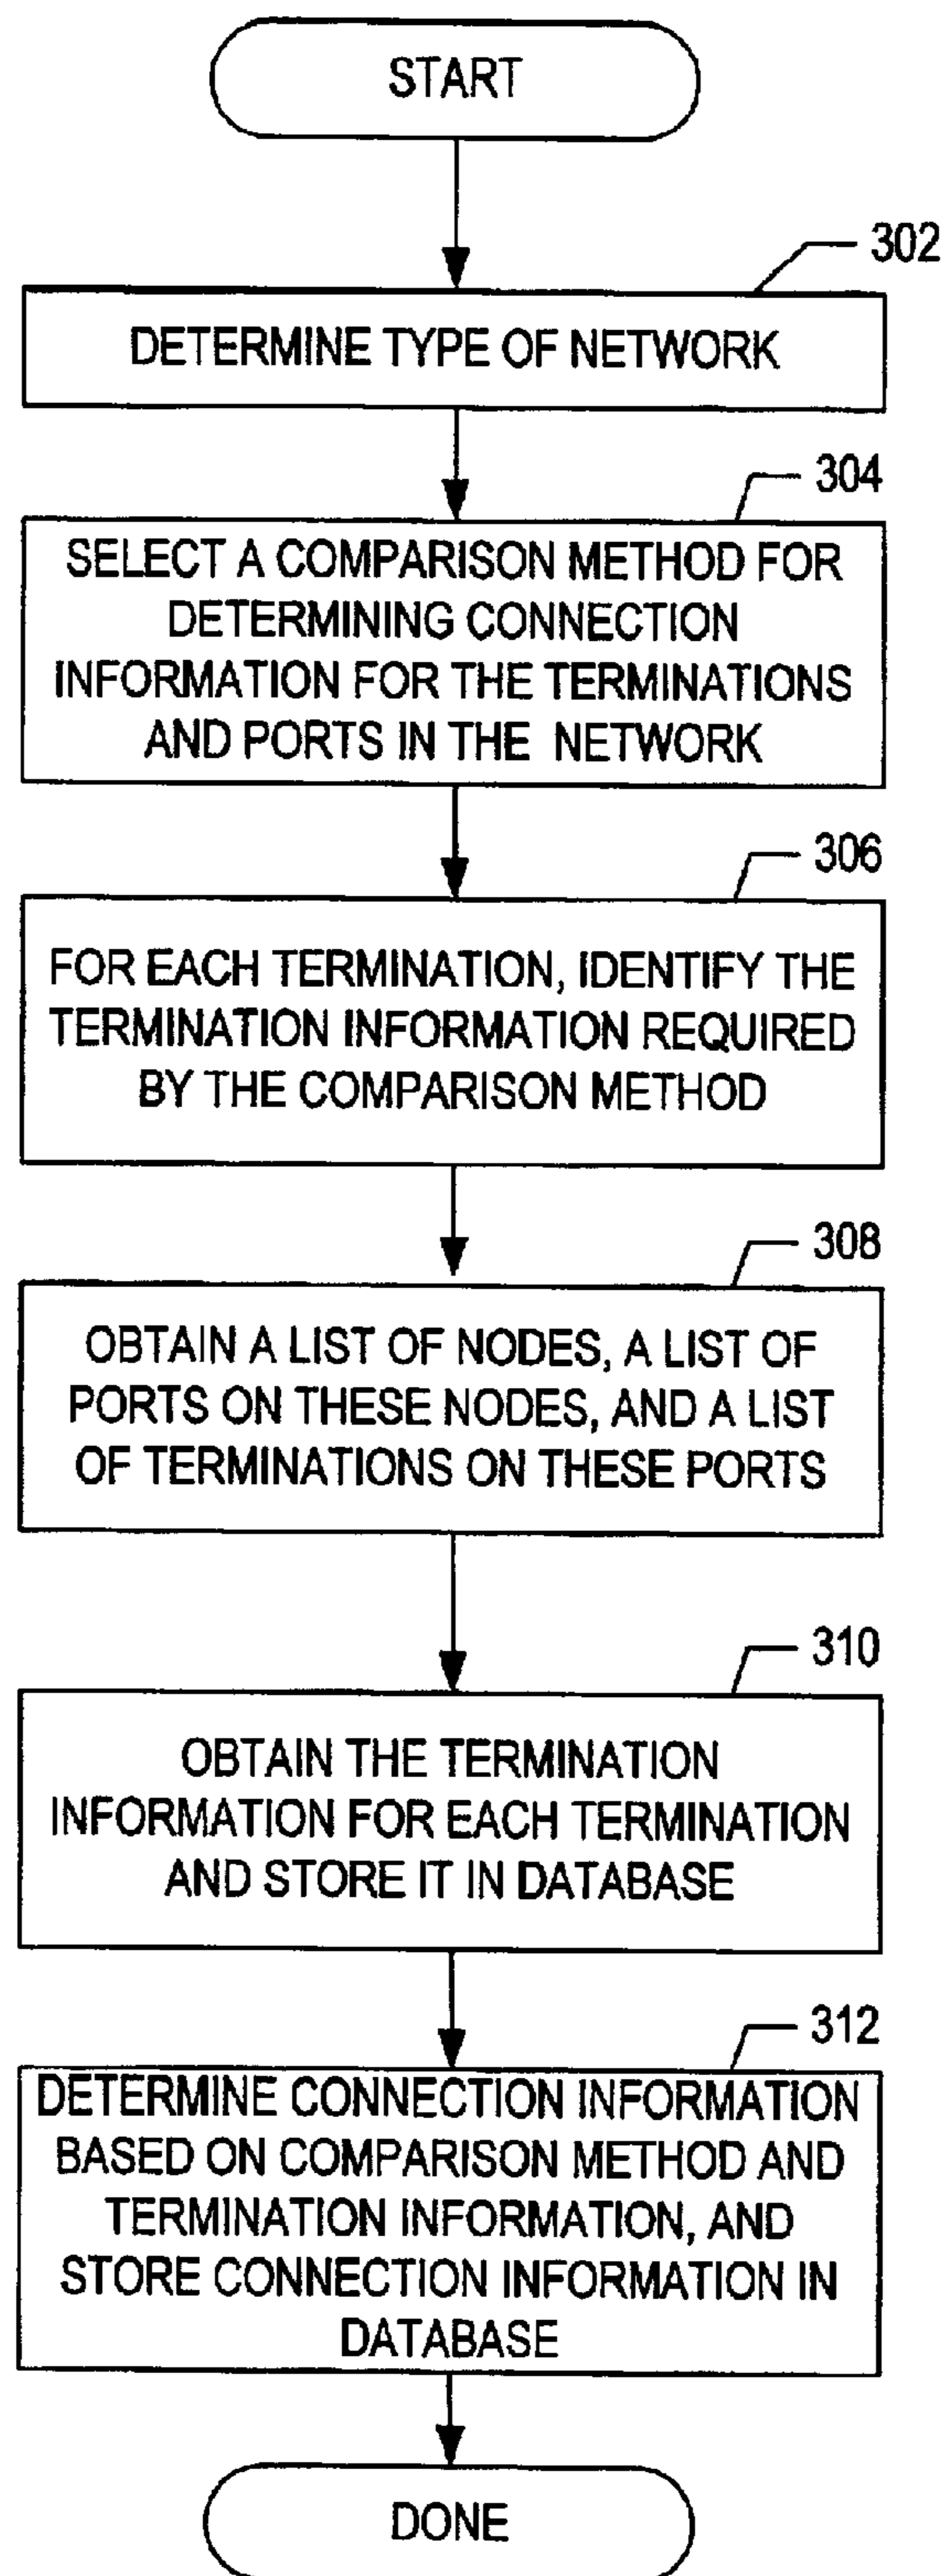 START
302
DETERMINE TYPE OF NETWORK
304
SELECT A COMPARISON METHOD FOR
DETERMINING CONNECTION
INFORMATION FOR THE TERMINATIONS
AND PORTS IN THE NETWORK
306
FOR EACH TERMINATION, IDENTIFY THE
TERMINATION INFORMATION REQUIRED
BY THE COMPARISON METHOD
308
OBTAIN A LIST OF NODES, A LIST OF
PORTS ON THESE NODES, AND A LIST
OF TERMINATIONS ON THESE PORTS
310
OBTAIN THE TERMINATION
INFORMATION FOR EACH TERMINATION
AND STORE IT IN DATABASE
312
DETERMINE CONNECTION INFORMATION
BASED ON COMPARISON METHOD AND
TERMINATION INFORMATION, AND
STORE CONNECTION INFORMATION IN
DATABASE
DONE